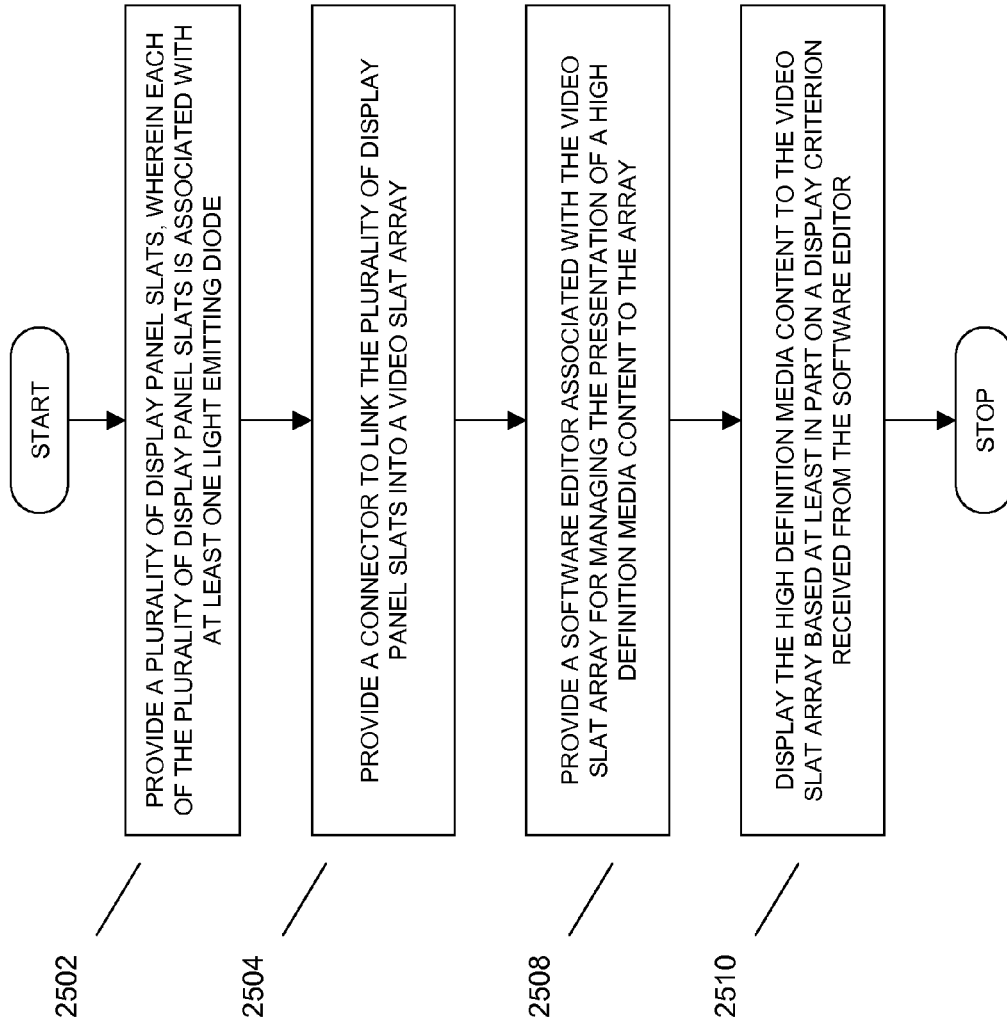 START
2502
PROVIDE A PLURALITY OF DISPLAY PANEL SLATS, WHEREIN EACH
OF THE PLURALITY OF DISPLAY PANEL SLATS IS ASSOCIATED WITH
AT LEAST ONE LIGHT EMITTING DIODE
2504
PROVIDE A CONNECTOR TO LINK THE PLURALITY OF DISPLAY
PANEL SLATS INTO A VIDEO SLAT ARRAY
2508
PROVIDE A SOFTWARE EDITOR ASSOCIATED WITH THE VIDEO
SLAT ARRAY FOR MANAGING THE PRESENTATION OF A HIGH
DEFINITION MEDIA CONTENT TO THE ARRAY
2510
DISPLAY THE HIGH DEFINITION MEDIA CONTENT TO THE VIDEO
SLAT ARRAY BASED AT LEAST IN PART ON A DISPLAY CRITERION
RECEIVED FROM THE SOFTWARE EDITOR
STOP